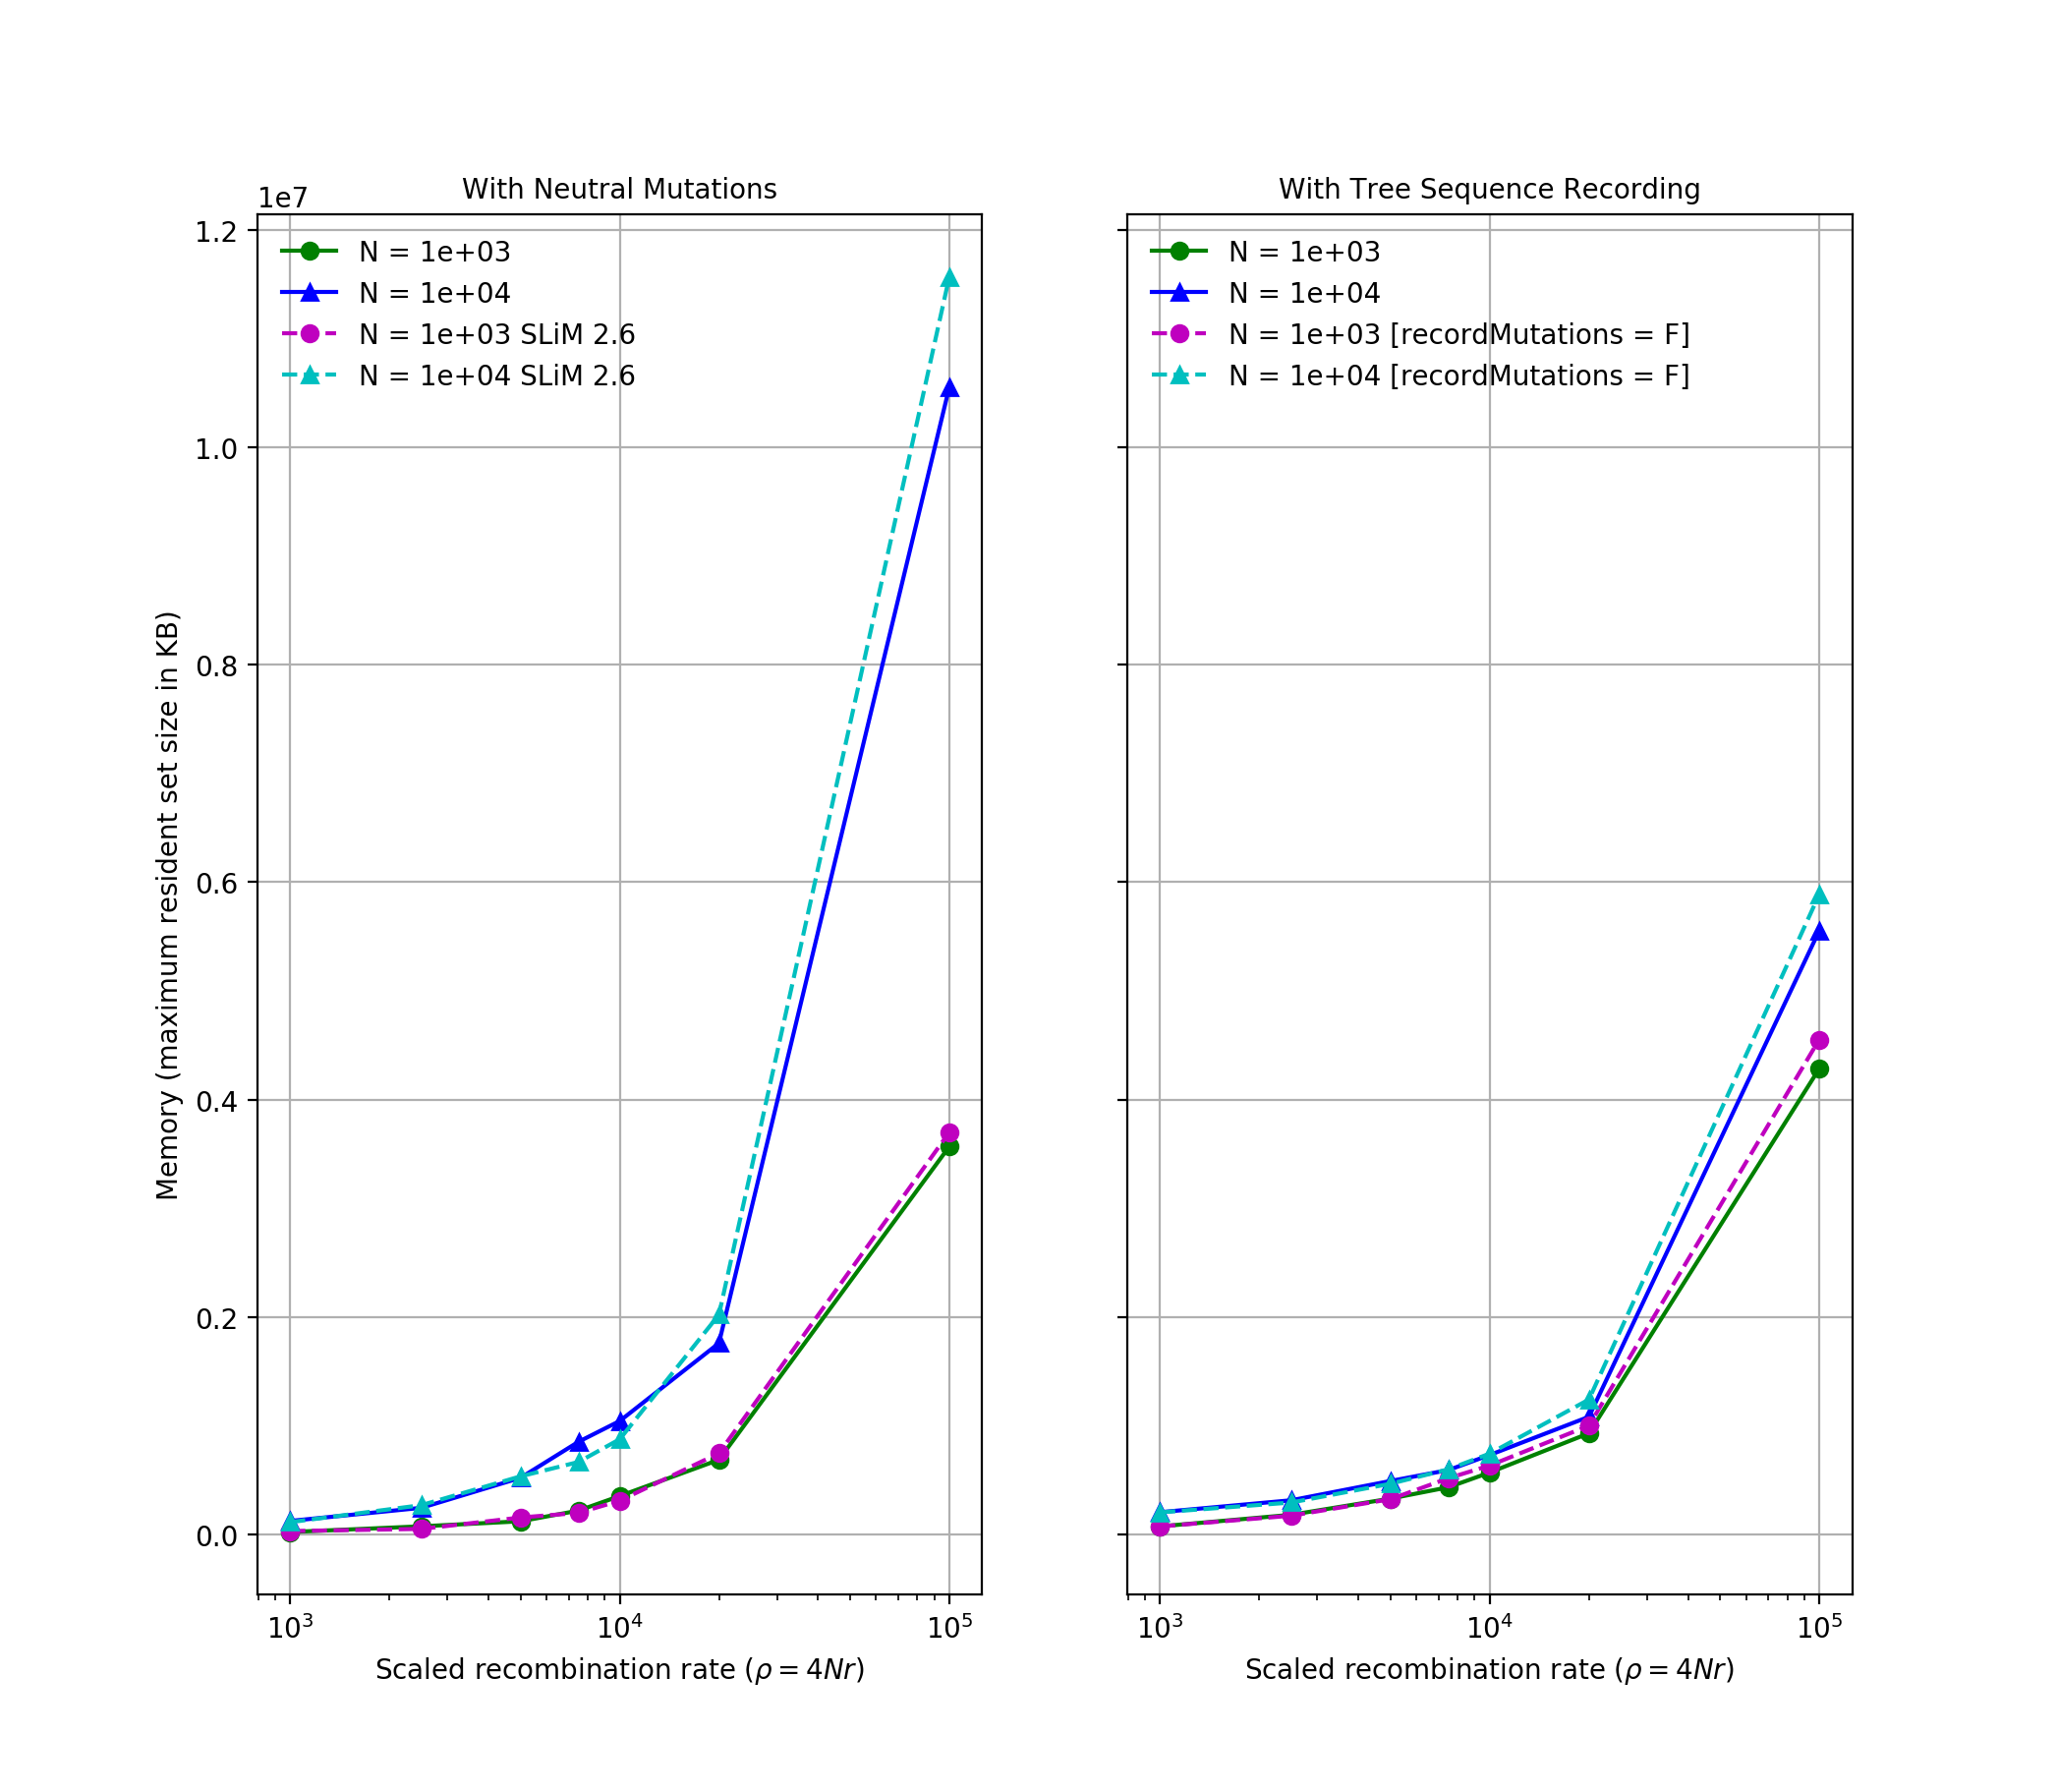 With Neutral Mutations
1e7
1.2
1.0
0.8
0.6
0.4
0.2
0.0
Memory (maximum resident set size in KB)
N = 1e+03
N = 1e+04
N = 1e+03 SLiM 2.6
N = 1e+04 SLiM 2.6
10³
10⁴
10⁵
Scaled recombination rate (ρ = 4Nr)
With Tree Sequence Recording
N = 1e+03
N = 1e+04
N = 1e+03 [recordMutations = F]
N = 1e+04 [recordMutations = F]
10³
10⁴
10⁵
Scaled recombination rate (ρ = 4Nr)